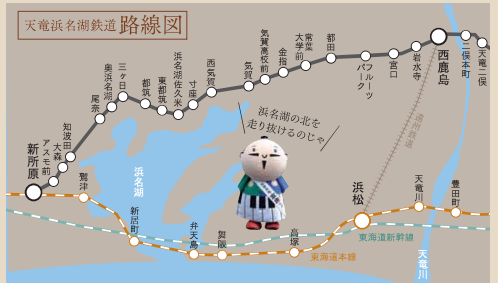 天竜浜名湖鉄道 路線図
新所原
アスモ前
大森
知波田
尾奈
奥浜名湖
三ヶ日
都筑
東都筑
浜名湖佐久米
寸座
西気賀
気賀
気賀高校前
金指
常葉大学前
都田
フルーツパーク
宮口
岩水寺
西鹿島
二俣本町
天竜二俣
遠州鉄道
浜名湖の北を
走り抜けるのじゃ
浜名湖
鷲津
新居町
弁天島
舞阪
高塚
浜松
天竜川
豊田町
東海道新幹線
東海道本線
天竜川